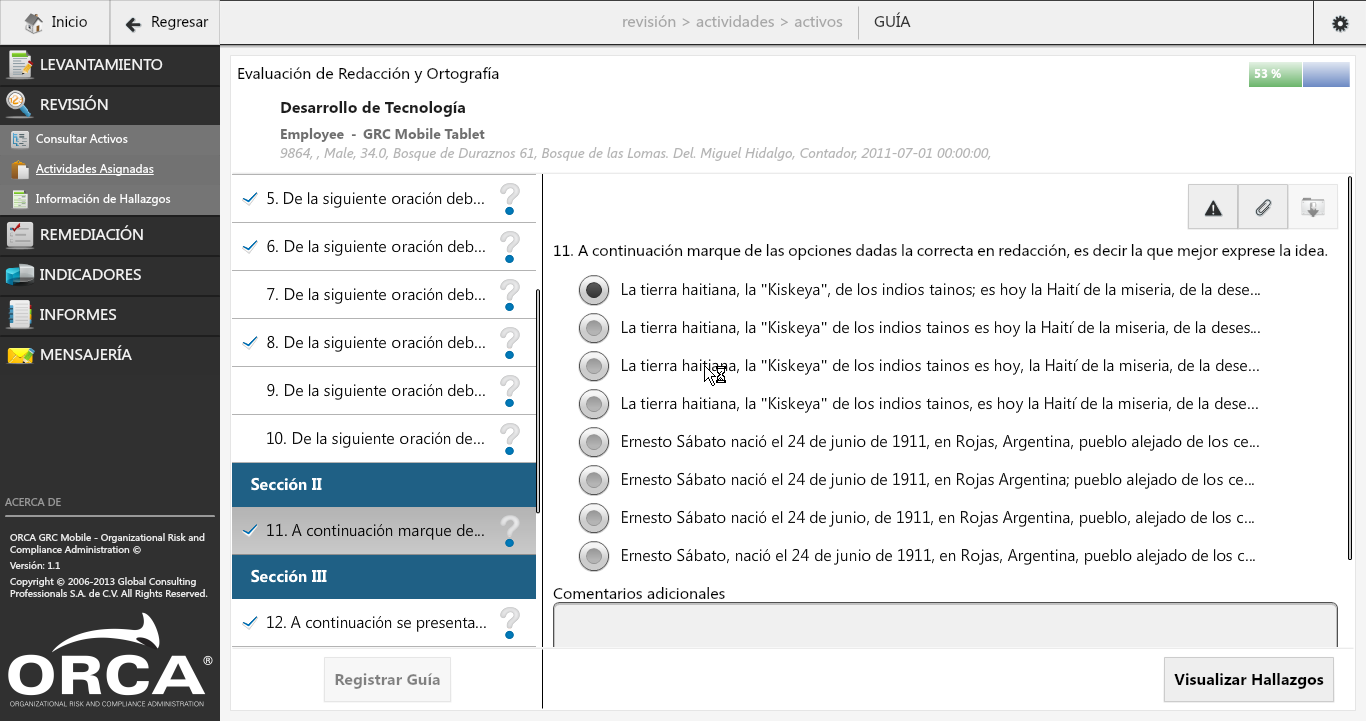 Inicio
Regresar
revisión > actividades > activos
GUÍA
LEVANTAMIENTO
REVISIÓN
Consultar Activos
Actividades Asignadas
Información de Hallazgos
REMEDIACIÓN
INDICADORES
INFORMES
MENSAJERÍA
ACERCA DE
ORCA GRC Mobile - Organizational Risk and
Compliance Administration ©
Versión: 1.1
Copyright © 2006-2013 Global Consulting
Professionals S.A. de C.V. All Rights Reserved.
ORCA®
ORGANIZATIONAL RISK AND COMPLIANCE ADMINISTRATION
Evaluación de Redacción y Ortografía
53 %
Desarrollo de Tecnología
Employee - GRC Mobile Tablet
9864, , Male, 34.0, Bosque de Duraznos 61, Bosque de las Lomas. Del. Miguel Hidalgo, Contador, 2011-07-01 00:00:00,
5. De la siguiente oración deb...
6. De la siguiente oración deb...
7. De la siguiente oración deb...
8. De la siguiente oración deb...
9. De la siguiente oración deb...
10. De la siguiente oración de...
Sección II
11. A continuación marque de...
Sección III
12. A continuación se presenta...
Registrar Guía
11. A continuación marque de las opciones dadas la correcta en redacción, es decir la que mejor exprese la idea.
La tierra haitiana, la "Kiskeya", de los indios tainos; es hoy la Haití de la miseria, de la dese...
La tierra haitiana, la "Kiskeya" de los indios tainos es hoy la Haití de la miseria, de la deses...
La tierra haitiana, la "Kiskeya" de los indios tainos es hoy, la Haití de la miseria, de la dese...
La tierra haitiana, la "Kiskeya" de los indios tainos, es hoy la Haití de la miseria, de la dese...
Ernesto Sábato nació el 24 de junio de 1911, en Rojas, Argentina, pueblo alejado de los ce...
Ernesto Sábato nació el 24 de junio de 1911, en Rojas Argentina; pueblo alejado de los ce...
Ernesto Sábato nació el 24 de junio, de 1911, en Rojas Argentina, pueblo, alejado de los c...
Ernesto Sábato, nació el 24 de junio de 1911, en Rojas, Argentina, pueblo alejado de los c...
Comentarios adicionales
Visualizar Hallazgos